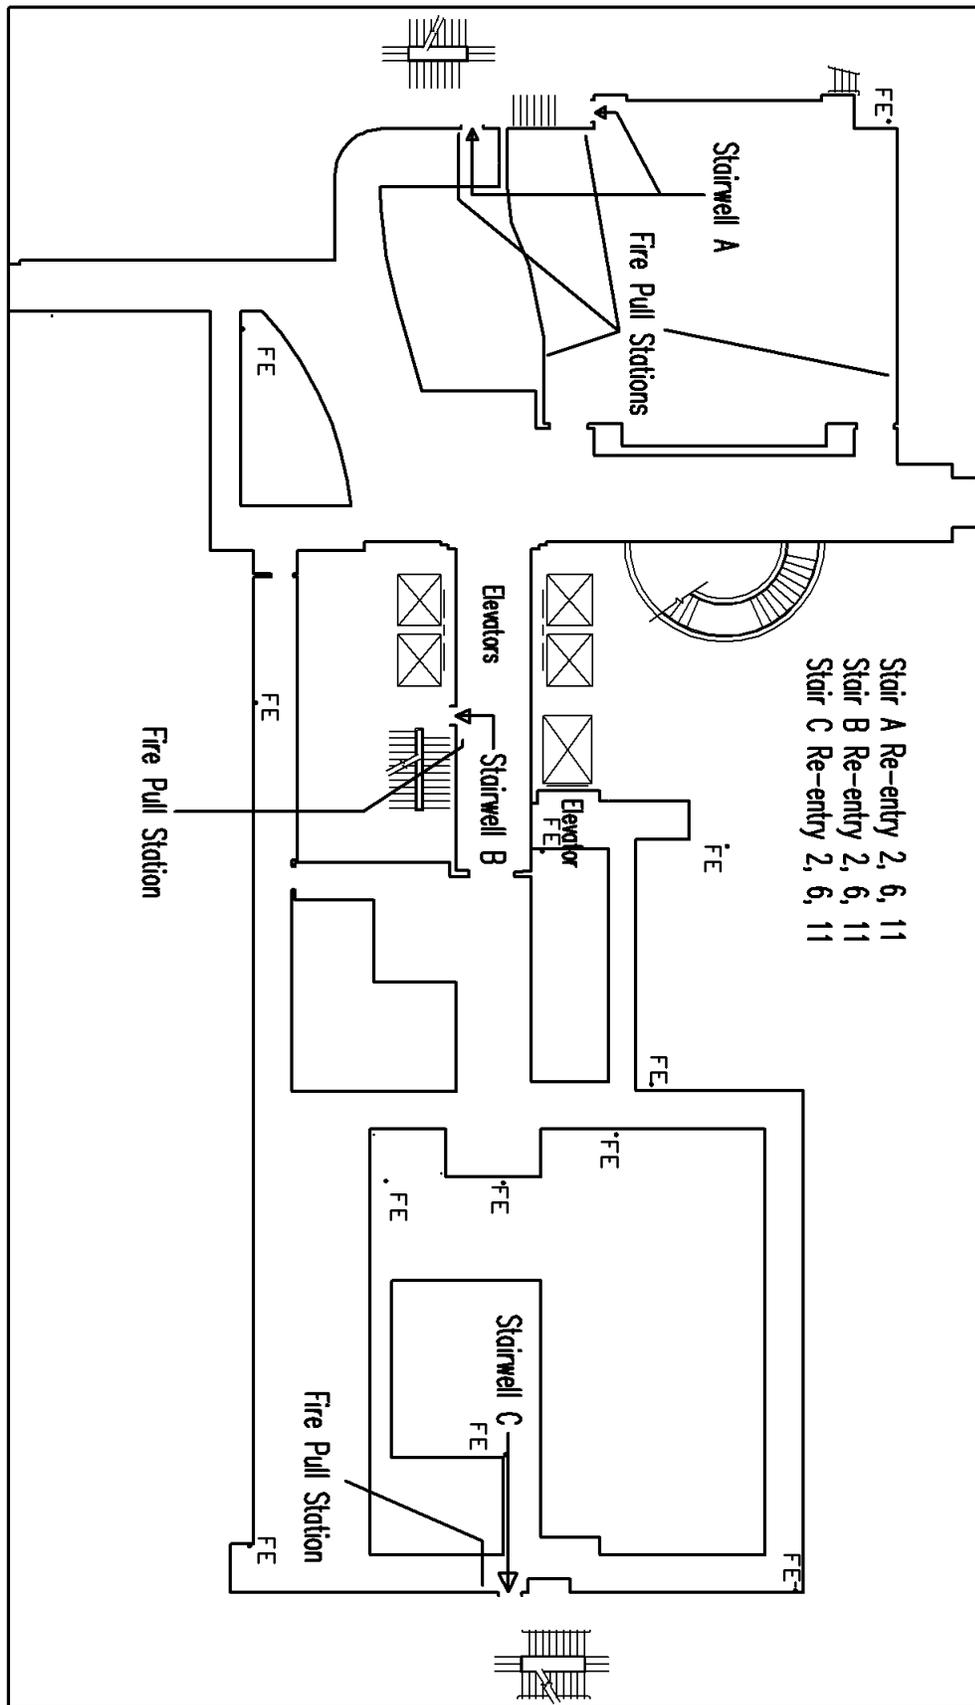 FE
Stair A Re-entry 2, 6, 11
Stair B Re-entry 2, 6, 11
Stair C Re-entry 2, 6, 11
FE
Stairwell A
FE
FE
Fire Pull Stations
FE
Elevator
FE
Stairwell C
FE
Elevators
Stairwell B
FE
FE
Fire Pull Station
FE
FE
FE
Fire Pull Station